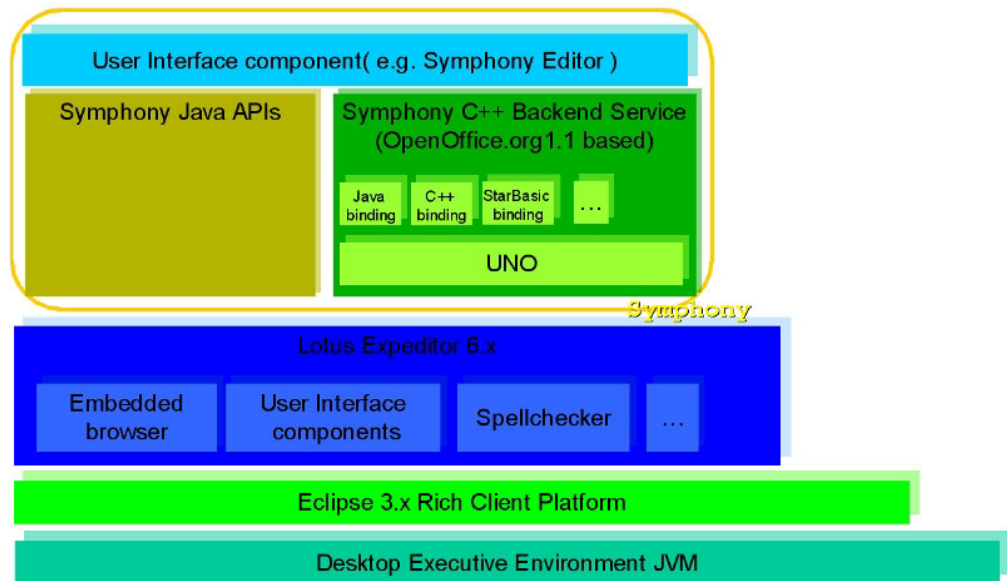 User Interface component( e.g. Symphony Editor )
Symphony Java APIs
Symphony C++ Backend Service
(OpenOffice.org1.1 based)
Java
binding
C++
binding
StarBasic
binding
...
UNO
Symphony
Lotus Expeditor 6.x
Embedded
browser
User Interface
components
Spellchecker
...
Eclipse 3.x Rich Client Platform
Desktop Executive Environment JVM